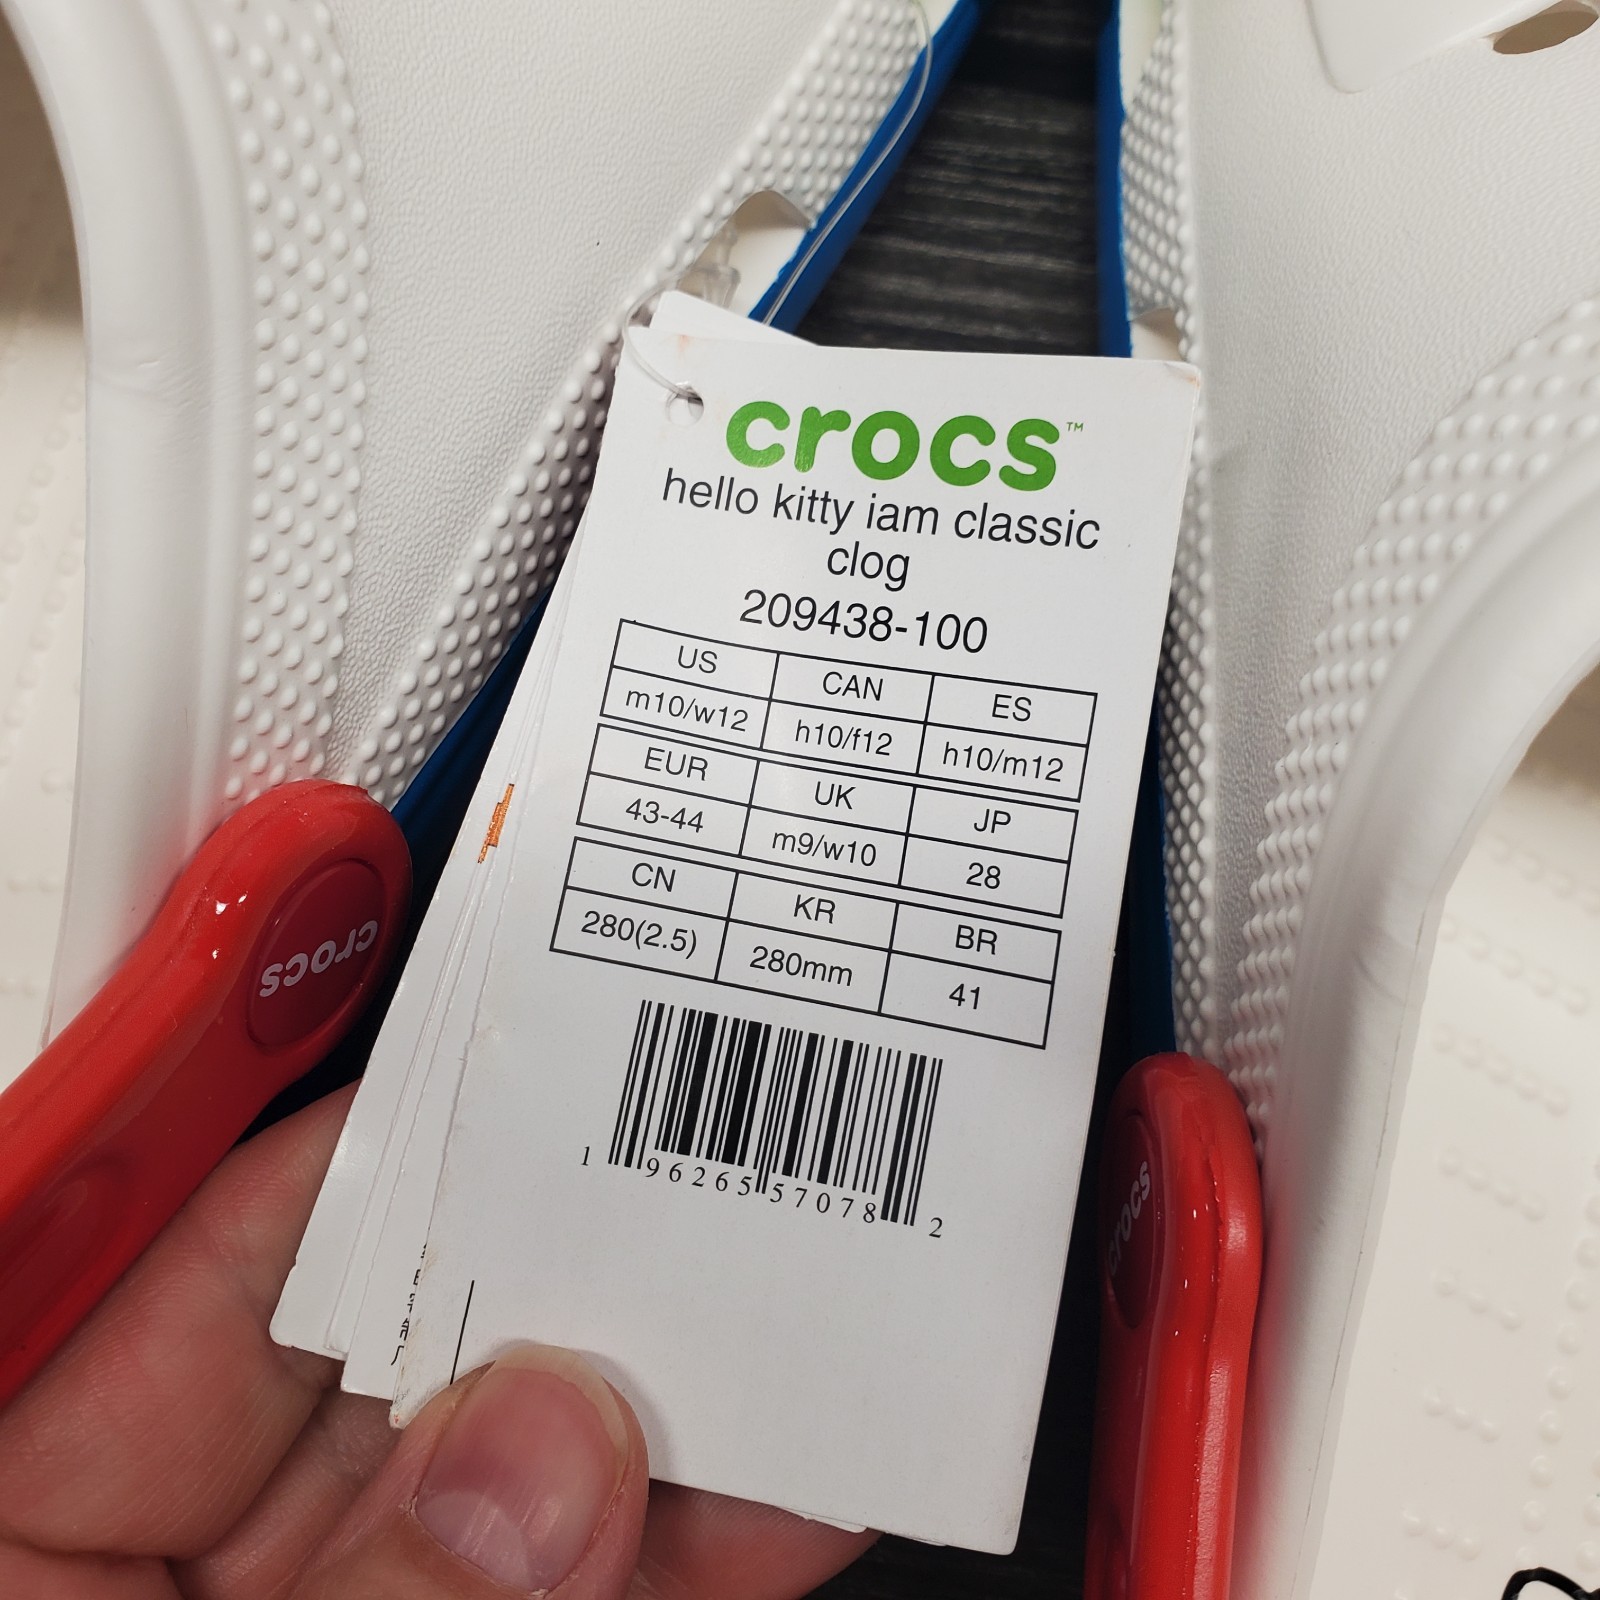 crocs™
hello kitty iam classic
clog
209438-100
US CAN ES
m10/w12 h10/f12 h10/m12
EUR UK JP
43-44 m9/w10 28
CN KR BR
280(2.5) 280mm 41
1 96265 57078 2
crocs
crocs